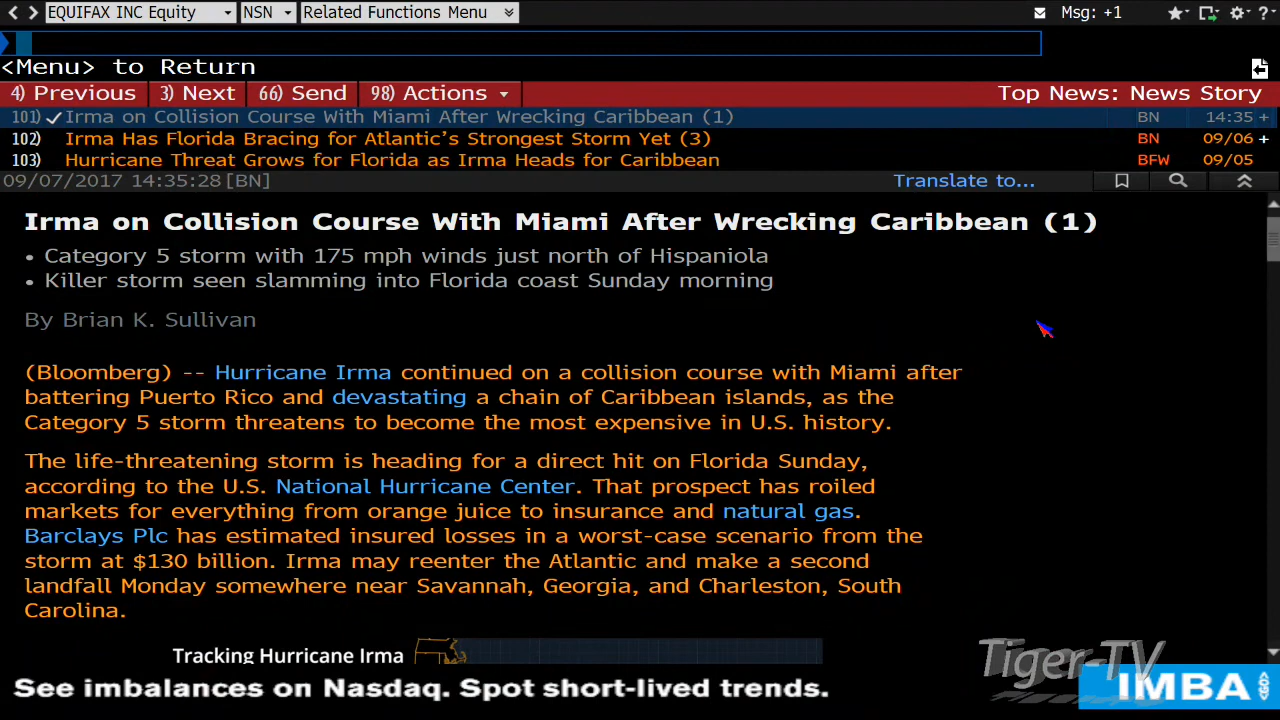 EQUIFAX INC Equity NSN Related Functions Menu Msg: +1 ?
<Menu> to Return
4) Previous 3) Next 66) Send 98) Actions Top News: News Story
101) Irma on Collision Course With Miami After Wrecking Caribbean (1) BN 14:35 +
102) Irma Has Florida Bracing for Atlantic's Strongest Storm Yet (3) BN 09/06 +
103) Hurricane Threat Grows for Florida as Irma Heads for Caribbean BFW 09/05
09/07/2017 14:35:28 [BN] Translate to...
Irma on Collision Course With Miami After Wrecking Caribbean (1)
• Category 5 storm with 175 mph winds just north of Hispaniola
• Killer storm seen slamming into Florida coast Sunday morning
By Brian K. Sullivan
(Bloomberg) -- Hurricane Irma continued on a collision course with Miami after
battering Puerto Rico and devastating a chain of Caribbean islands, as the
Category 5 storm threatens to become the most expensive in U.S. history.
The life-threatening storm is heading for a direct hit on Florida Sunday,
according to the U.S. National Hurricane Center. That prospect has roiled
markets for everything from orange juice to insurance and natural gas.
Barclays Plc has estimated insured losses in a worst-case scenario from the
storm at $130 billion. Irma may reenter the Atlantic and make a second
landfall Monday somewhere near Savannah, Georgia, and Charleston, South
Carolina.
Tracking Hurricane Irma
Tiger-TV
See imbalances on Nasdaq. Spot short-lived trends.
IMBA